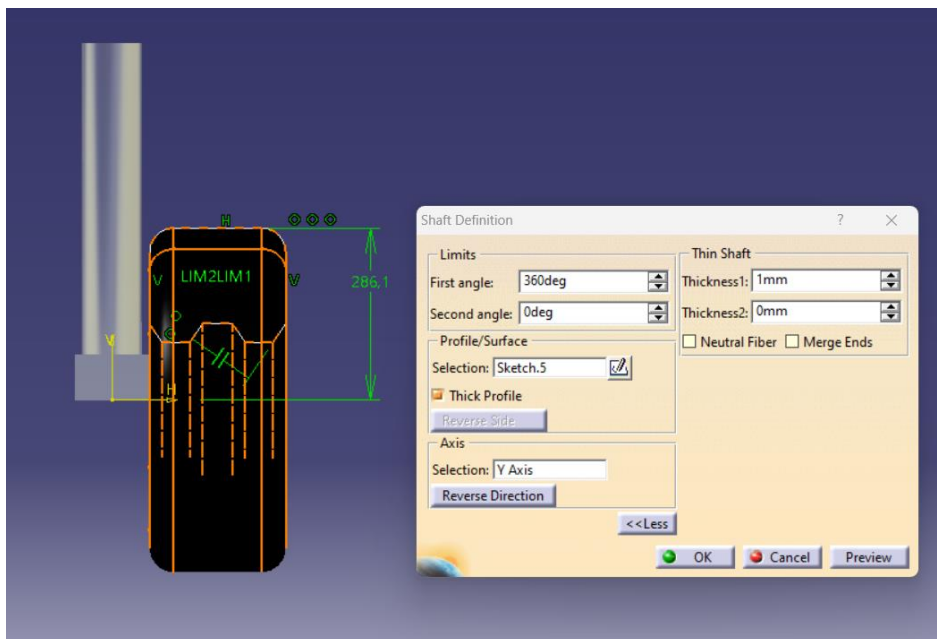 H
V
LIM2LIM1
V
286,1
V
H
Shaft Definition
? ×
Limits
First angle: 360deg
Second angle: 0deg
Profile/Surface
Selection: Sketch.5
Thick Profile
Reverse Side
Axis
Selection: Y Axis
Reverse Direction
<<Less
Thin Shaft
Thickness1: 1mm
Thickness2: 0mm
Neutral Fiber Merge Ends
OK Cancel Preview